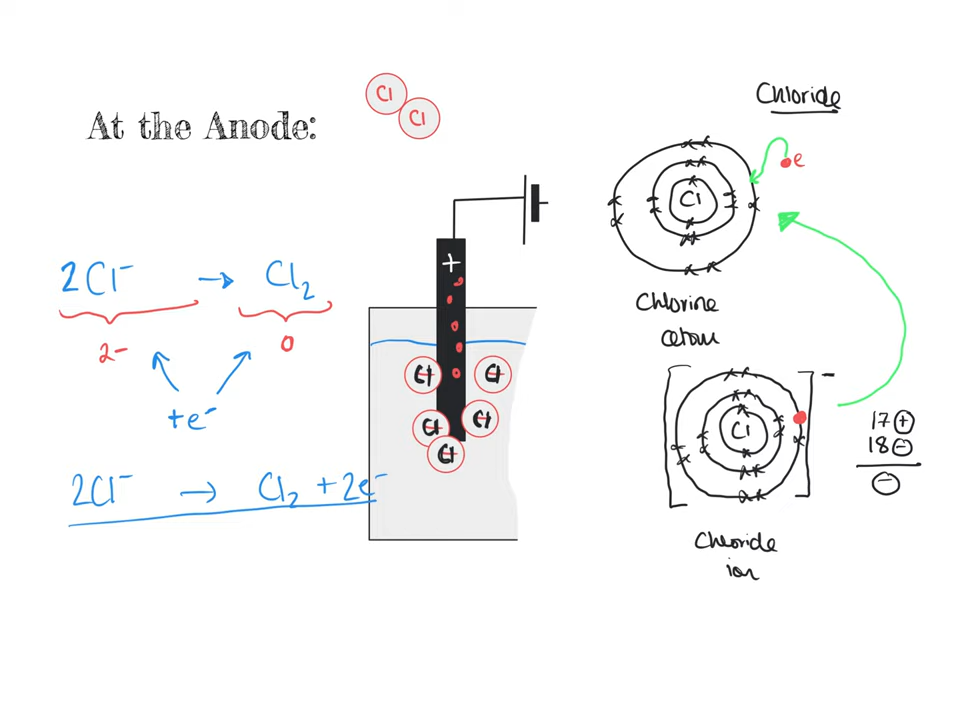 At the Anode:
Cl
Cl
2Cl⁻ → Cl₂
2-
0
+e⁻
2Cl⁻ → Cl₂ + 2e⁻
+
Cl
Cl
Cl
Cl
Cl
Chloride
e
Cl
Chlorine
atom
Cl
-
17 +
18 -
-
Chloride
ion